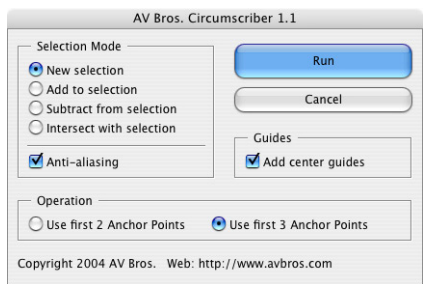 AV Bros. Circumscriber 1.1
Selection Mode
New selection
Add to selection
Subtract from selection
Intersect with selection
Anti-aliasing
Run
Cancel
Guides
Add center guides
Operation
Use first 2 Anchor Points
Use first 3 Anchor Points
Copyright 2004 AV Bros. Web: http://www.avbros.com